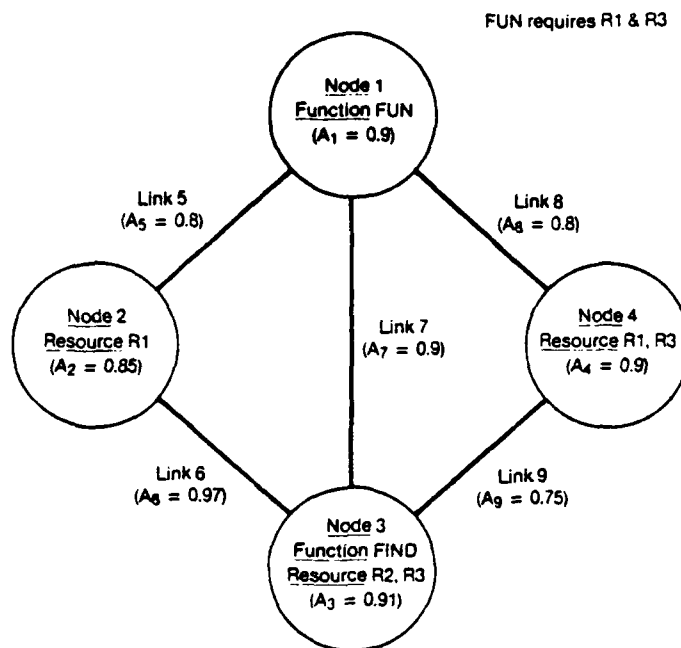 FUN requires R1 & R3
Node 1
Function FUN
(A1 = 0.9)
Link 5
(A5 = 0.8)
Link 8
(A8 = 0.8)
Node 2
Resource R1
(A2 = 0.85)
Link 7
(A7 = 0.9)
Node 4
Resource R1, R3
(A4 = 0.9)
Link 6
(A6 = 0.97)
Link 9
(A9 = 0.75)
Node 3
Function FIND
Resource R2, R3
(A3 = 0.91)